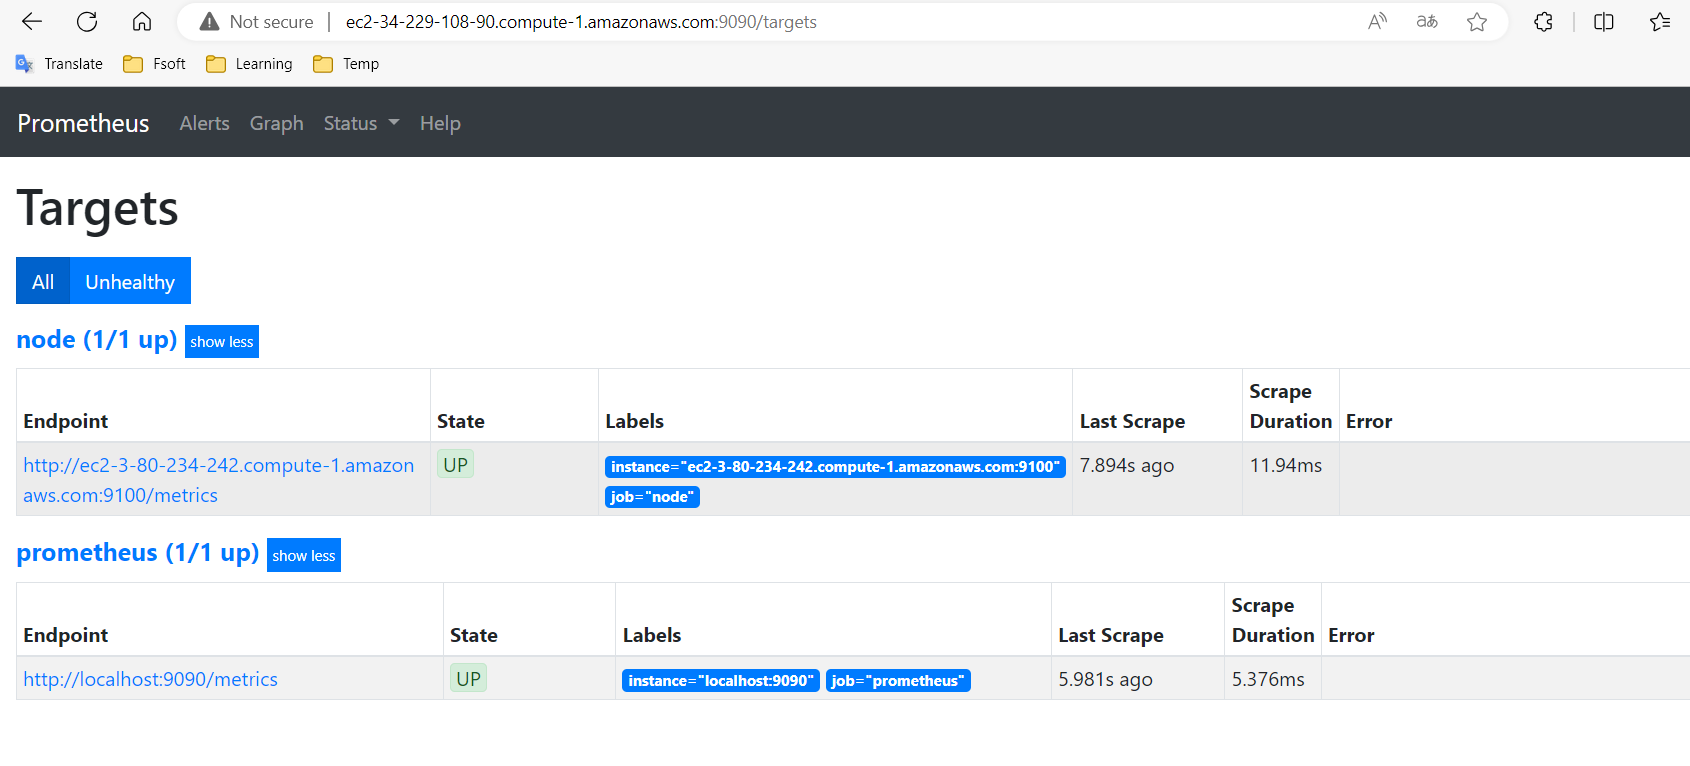 Not secure | ec2-34-229-108-90.compute-1.amazonaws.com:9090/targets
Translate Fsoft Learning Temp
Prometheus Alerts Graph Status Help
Targets
All Unhealthy
node (1/1 up) show less
Endpoint State Labels Last Scrape Scrape Duration Error
http://ec2-3-80-234-242.compute-1.amazon UP instance="ec2-3-80-234-242.compute-1.amazonaws.com:9100" 7.894s ago 11.94ms
aws.com:9100/metrics job="node"
prometheus (1/1 up) show less
Endpoint State Labels Last Scrape Scrape Duration Error
http://localhost:9090/metrics UP instance="localhost:9090" job="prometheus" 5.981s ago 5.376ms